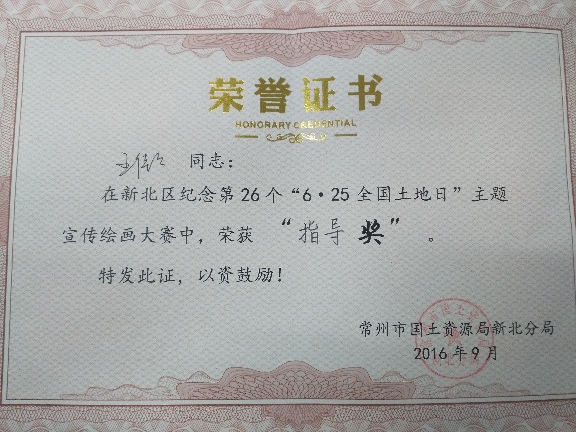 荣誉证书
HONORARY CREDENTIAL
同志：
在新北区纪念第26个“6·25全国土地日”主题
宣传绘画大赛中，荣获 “指导 奖”。
特发此证，以资鼓励！
常州市国土资源局新北分局
2016年9月